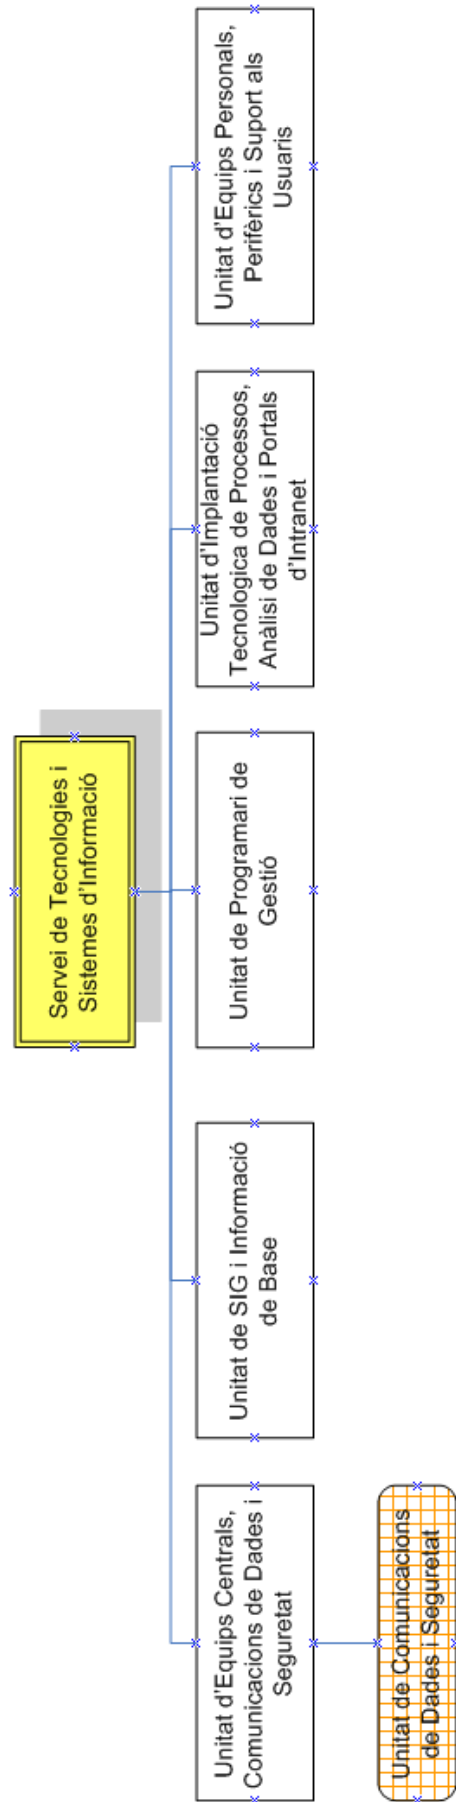 Servei de Tecnologies i
Sistemes d'Informació
Unitat d'Equips Centrals,
Comunicacions de Dades i
Seguretat
Unitat de SIG i Informació
de Base
Unitat de Programari de
Gestió
Unitat d'Implantació
Tecnologica de Processos,
Anàlisi de Dades i Portals
d'Intranet
Unitat d'Equips Personals,
Perifèrics i Suport als
Usuaris
Unitat de Comunicacions
de Dades i Seguretat